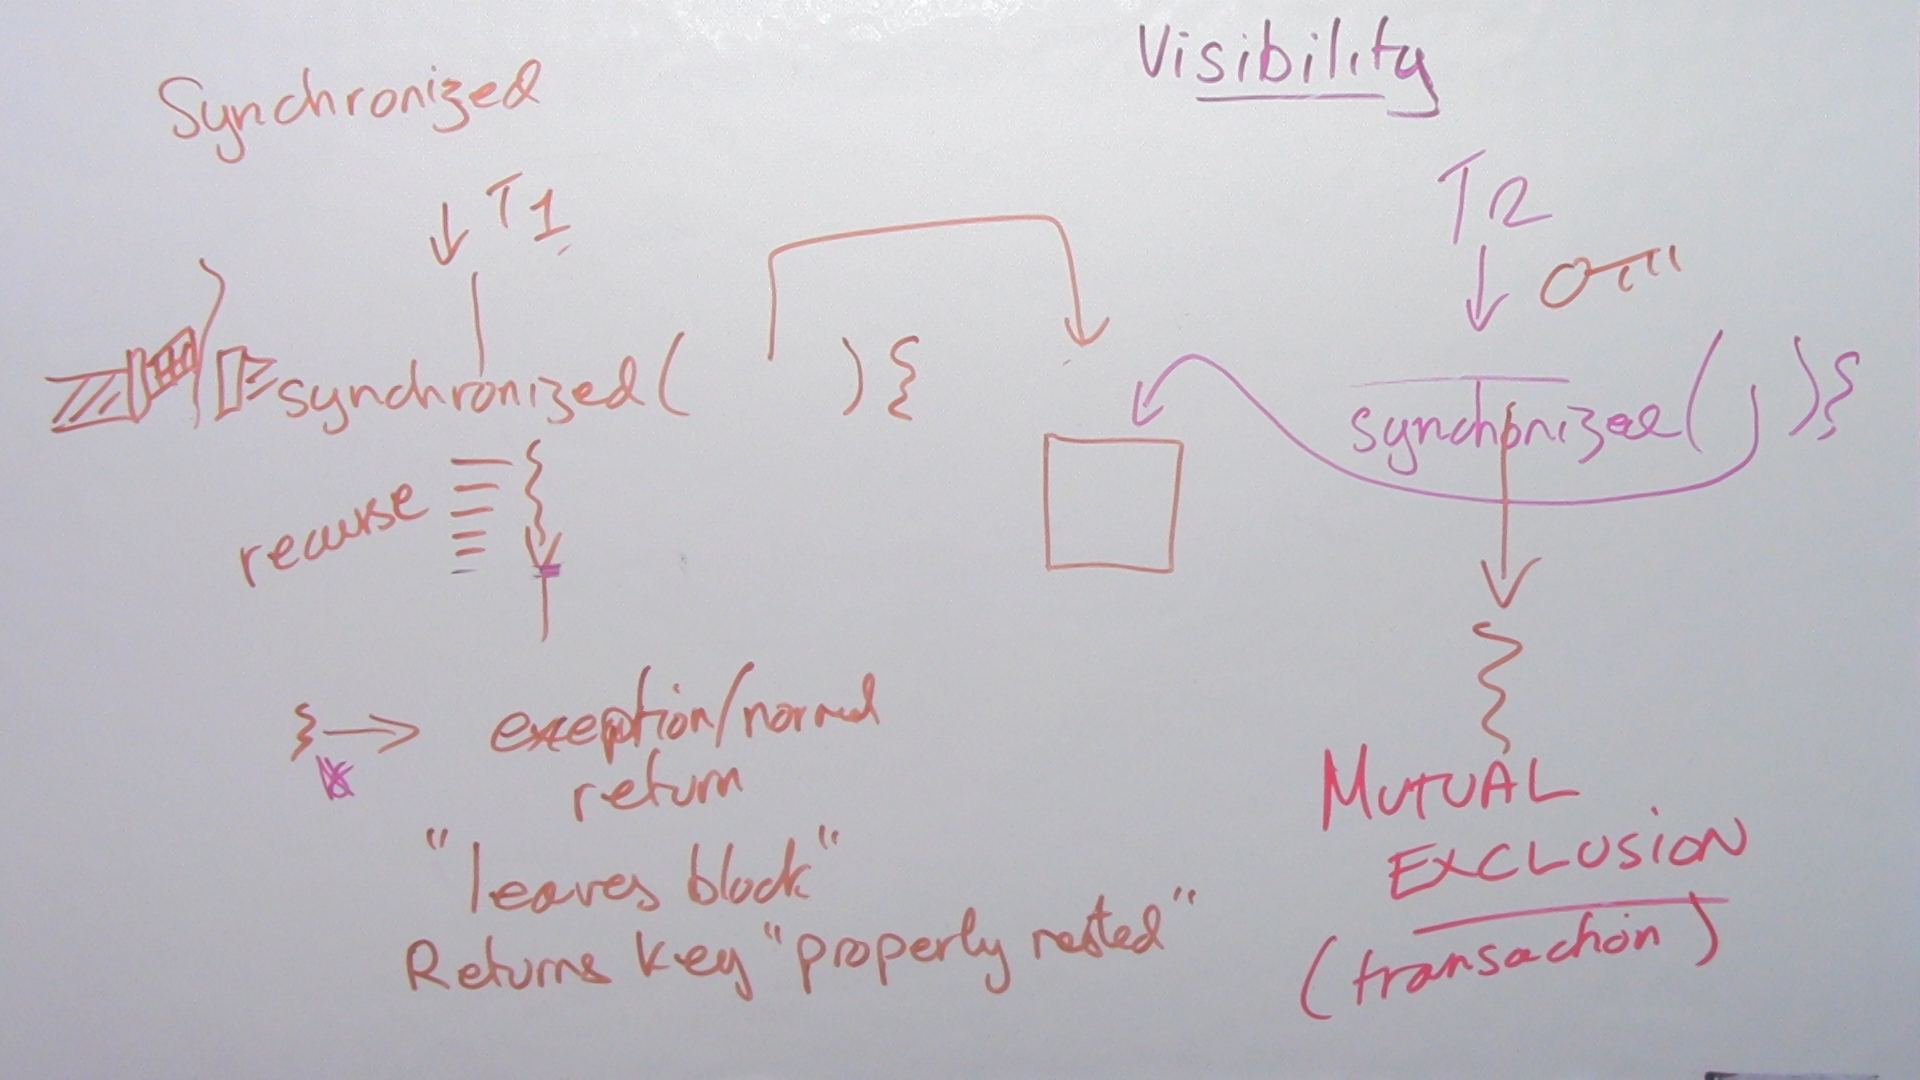 Synchronized
Visibility
T1
T2
synchronized( ) {
synchronized( ) {
recurse
} → exception/normal
return
"leaves block"
Returns key "properly nested"
MUTUAL
EXCLUSION
(transaction)